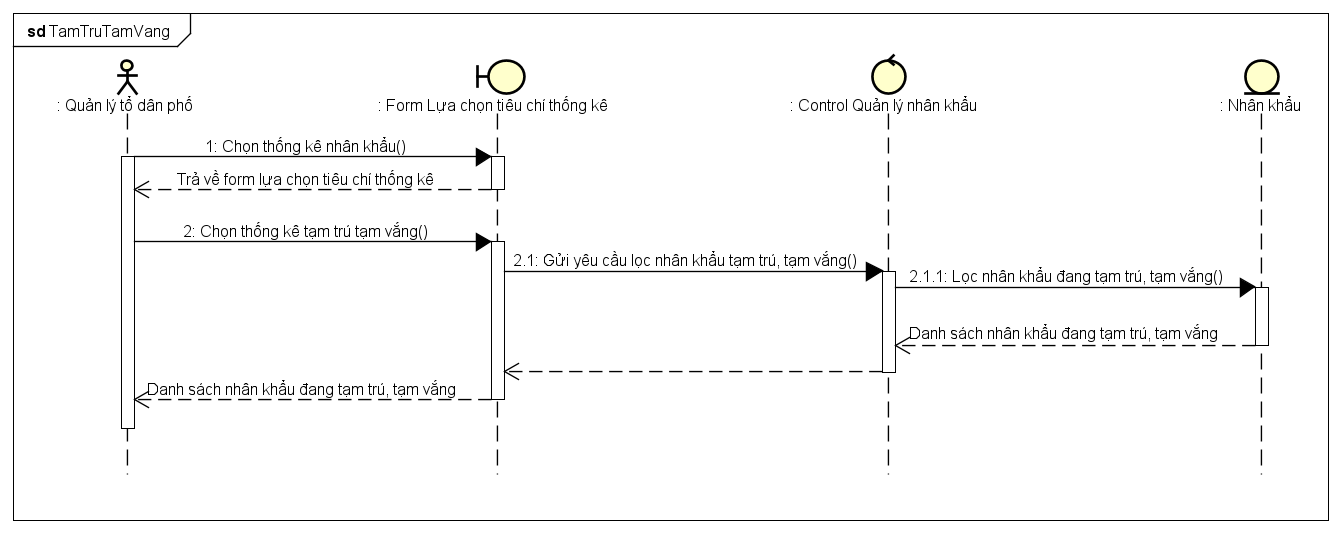 sd TamTruTamVang
: Quản lý tổ dân phố
: Form Lựa chọn tiêu chí thống kê
: Control Quản lý nhân khẩu
: Nhân khẩu
1: Chọn thống kê nhân khẩu()
Trả về form lựa chọn tiêu chí thống kê
2: Chọn thống kê tạm trú tạm vắng()
2.1: Gửi yêu cầu lọc nhân khẩu tạm trú, tạm vắng()
2.1.1: Lọc nhân khẩu đang tạm trú, tạm vắng()
Danh sách nhân khẩu đang tạm trú, tạm vắng
Danh sách nhân khẩu đang tạm trú, tạm vắng